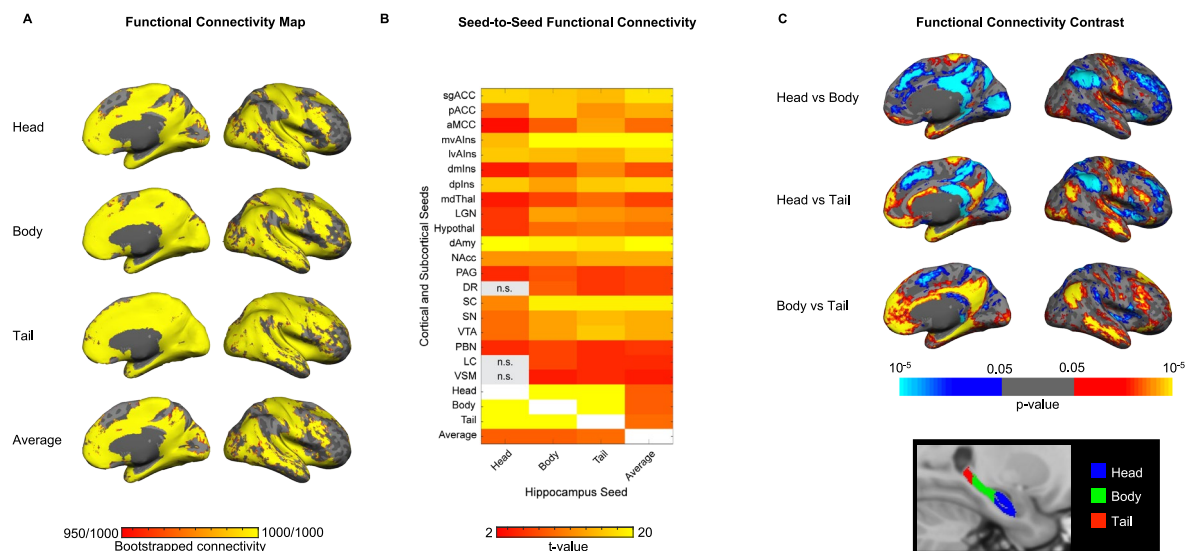 A
Functional Connectivity Map
Head
Body
Tail
Average
950/1000
1000/1000
Bootstrapped connectivity
B
Seed-to-Seed Functional Connectivity
Cortical and Subcortical Seeds
sgACC
pACC
aMCC
mvAIns
lvAIns
dmIns
dpIns
mdThal
LGN
Hypothal
dAmy
NAcc
PAG
DR n.s.
SC
SN
VTA
PBN
LC n.s.
VSM n.s.
Head
Body
Tail
Average
Head Body Tail Average
Hippocampus Seed
2 20
t-value
C
Functional Connectivity Contrast
Head vs Body
Head vs Tail
Body vs Tail
10-5 0.05 0.05 10-5
p-value
Head
Body
Tail